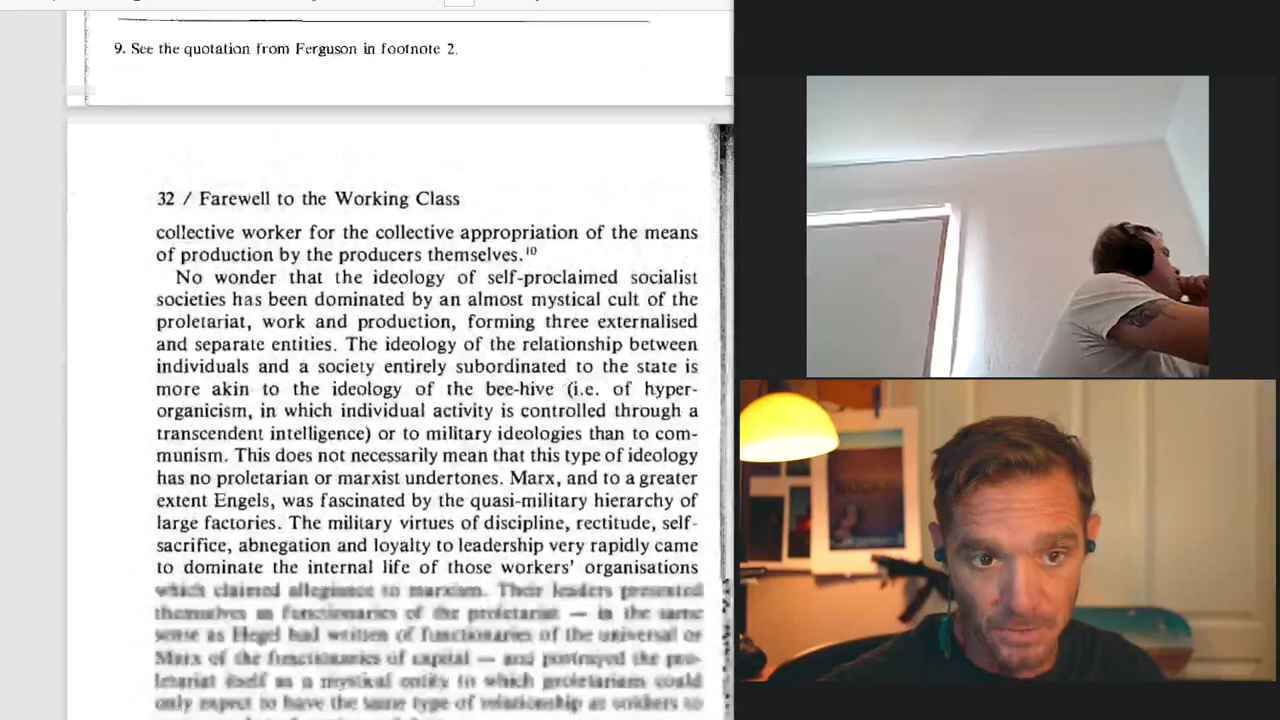 9. See the quotation from Ferguson in footnote 2.
32 / Farewell to the Working Class
collective worker for the collective appropriation of the means
of production by the producers themselves.¹⁰
No wonder that the ideology of self-proclaimed socialist
societies has been dominated by an almost mystical cult of the
proletariat, work and production, forming three externalised
and separate entities. The ideology of the relationship between
individuals and a society entirely subordinated to the state is
more akin to the ideology of the bee-hive (i.e. of hyper-
organicism, in which individual activity is controlled through a
transcendent intelligence) or to military ideologies than to com-
munism. This does not necessarily mean that this type of ideology
has no proletarian or marxist undertones. Marx, and to a greater
extent Engels, was fascinated by the quasi-military hierarchy of
large factories. The military virtues of discipline, rectitude, self-
sacrifice, abnegation and loyalty to leadership very rapidly came
to dominate the internal life of those workers' organisations
which claimed allegiance to marxism. Their leaders presented
themselves as functionaries of the proletariat — in the same
sense as Hegel had written of functionaries of the universal or
Marx of the functionaries of capital — and portrayed the pro-
letariat itself as a mystical entity to which proletarians could
only expect to have the same type of relationship as soldiers to